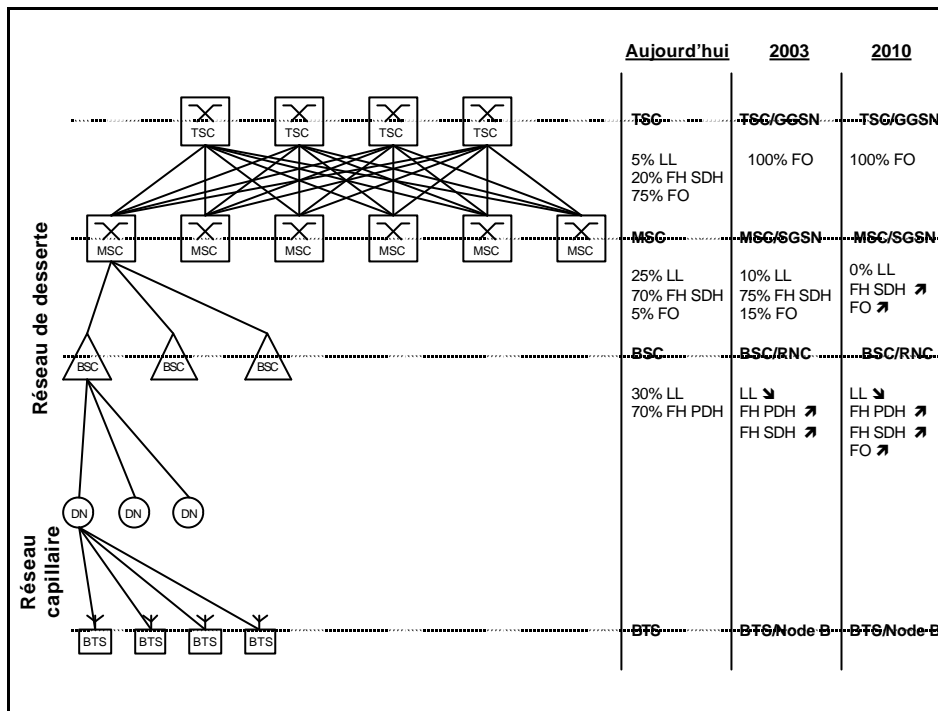 Aujourd'hui 2003 2010
TSC TSC TSC TSC
TSC TSC/GGSN TSC/GGSN
5% LL 100% FO 100% FO
20% FH SDH
75% FO
MSC MSC MSC MSC MSC MSC
MSC MSC/SGSN MSC/SGSN
25% LL 10% LL 0% LL
70% FH SDH 75% FH SDH FH SDH ↗
5% FO 15% FO FO ↗
Réseau de desserte
BSC BSC BSC
BSC BSC/RNC BSC/RNC
30% LL LL ↘ LL ↘
70% FH PDH FH PDH ↗ FH PDH ↗
FH SDH ↗ FH SDH ↗
FO ↗
DN DN DN
Réseau
capillaire
BTS BTS BTS BTS
BTS BTS/Node B BTS/Node B